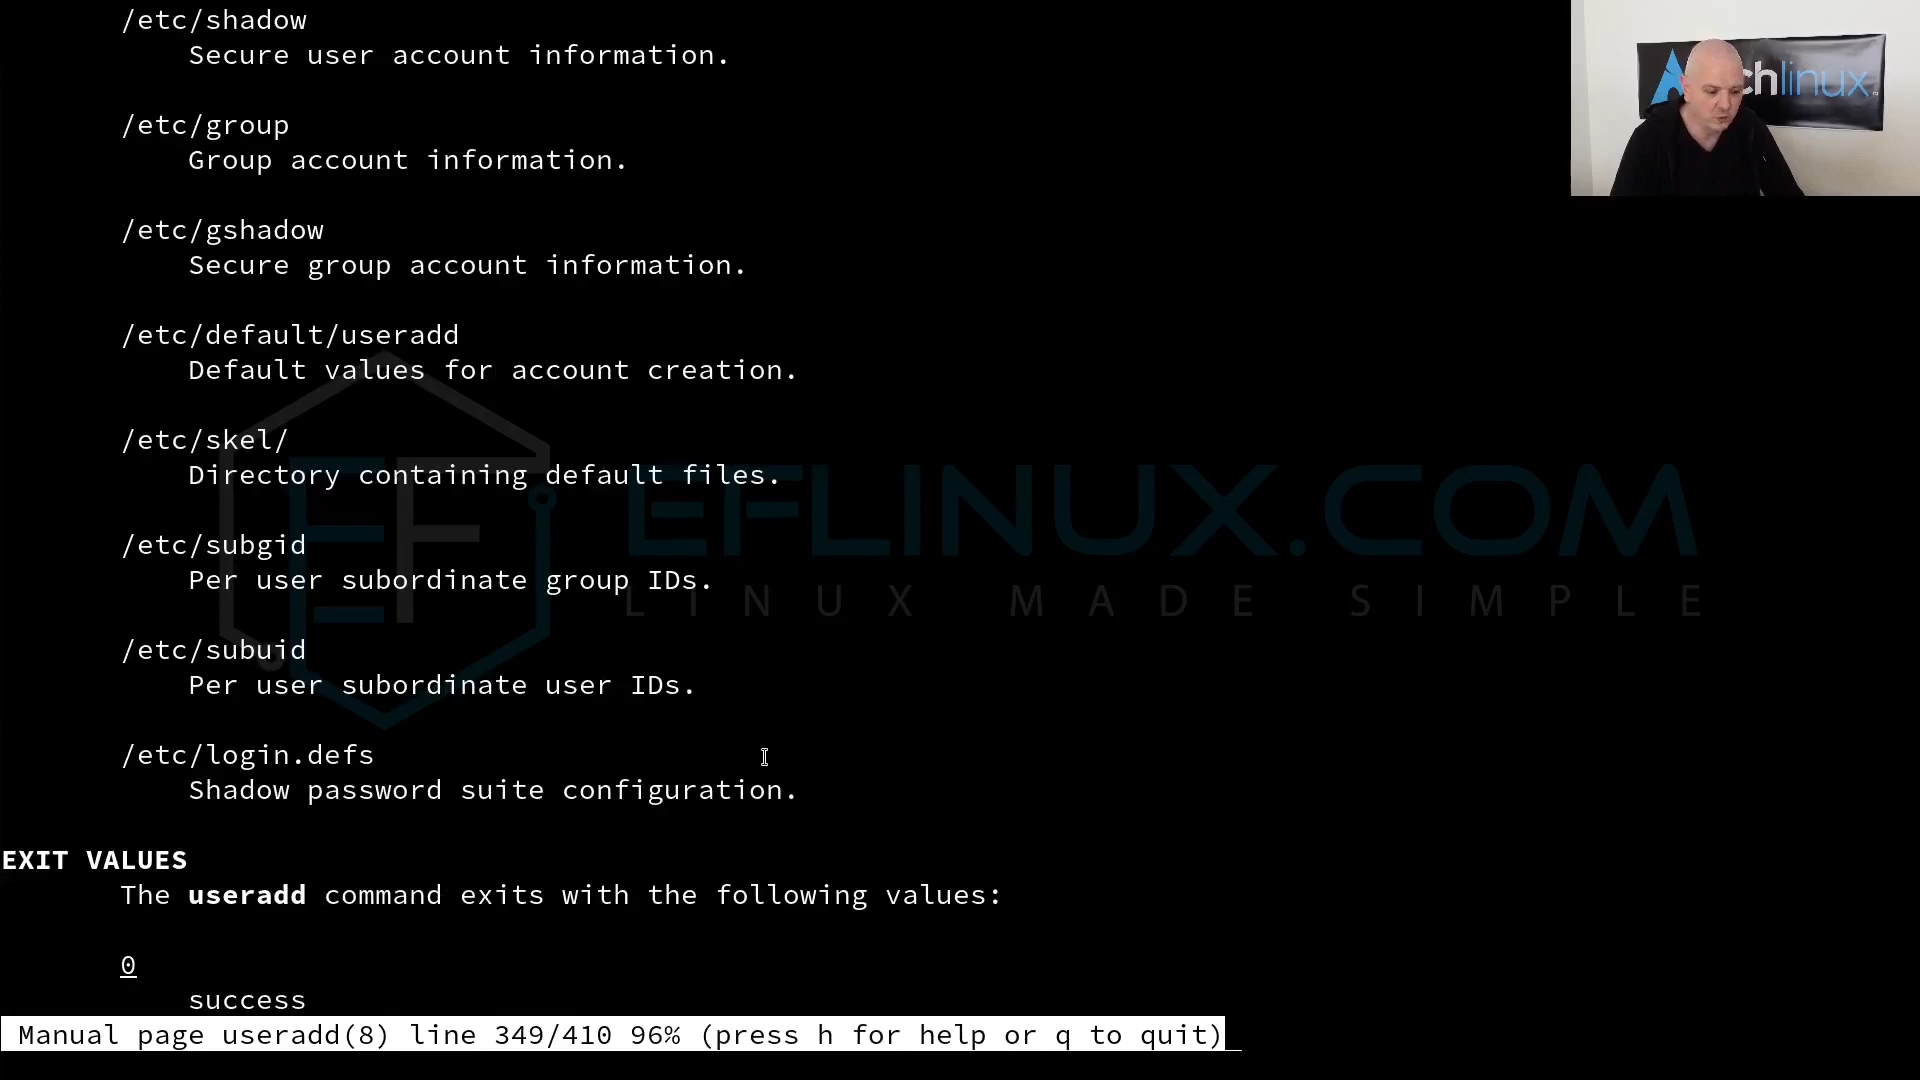 /etc/shadow
Secure user account information.
/etc/group
Group account information.
/etc/gshadow
Secure group account information.
/etc/default/useradd
Default values for account creation.
/etc/skel/
Directory containing default files.
/etc/subgid
Per user subordinate group IDs.
/etc/subuid
Per user subordinate user IDs.
/etc/login.defs
Shadow password suite configuration.
EXIT VALUES
The useradd command exits with the following values:
0
success
Manual page useradd(8) line 349/410 96% (press h for help or q to quit)
EF
EFLINUX.COM
LINUX MADE SIMPLE
chlinux